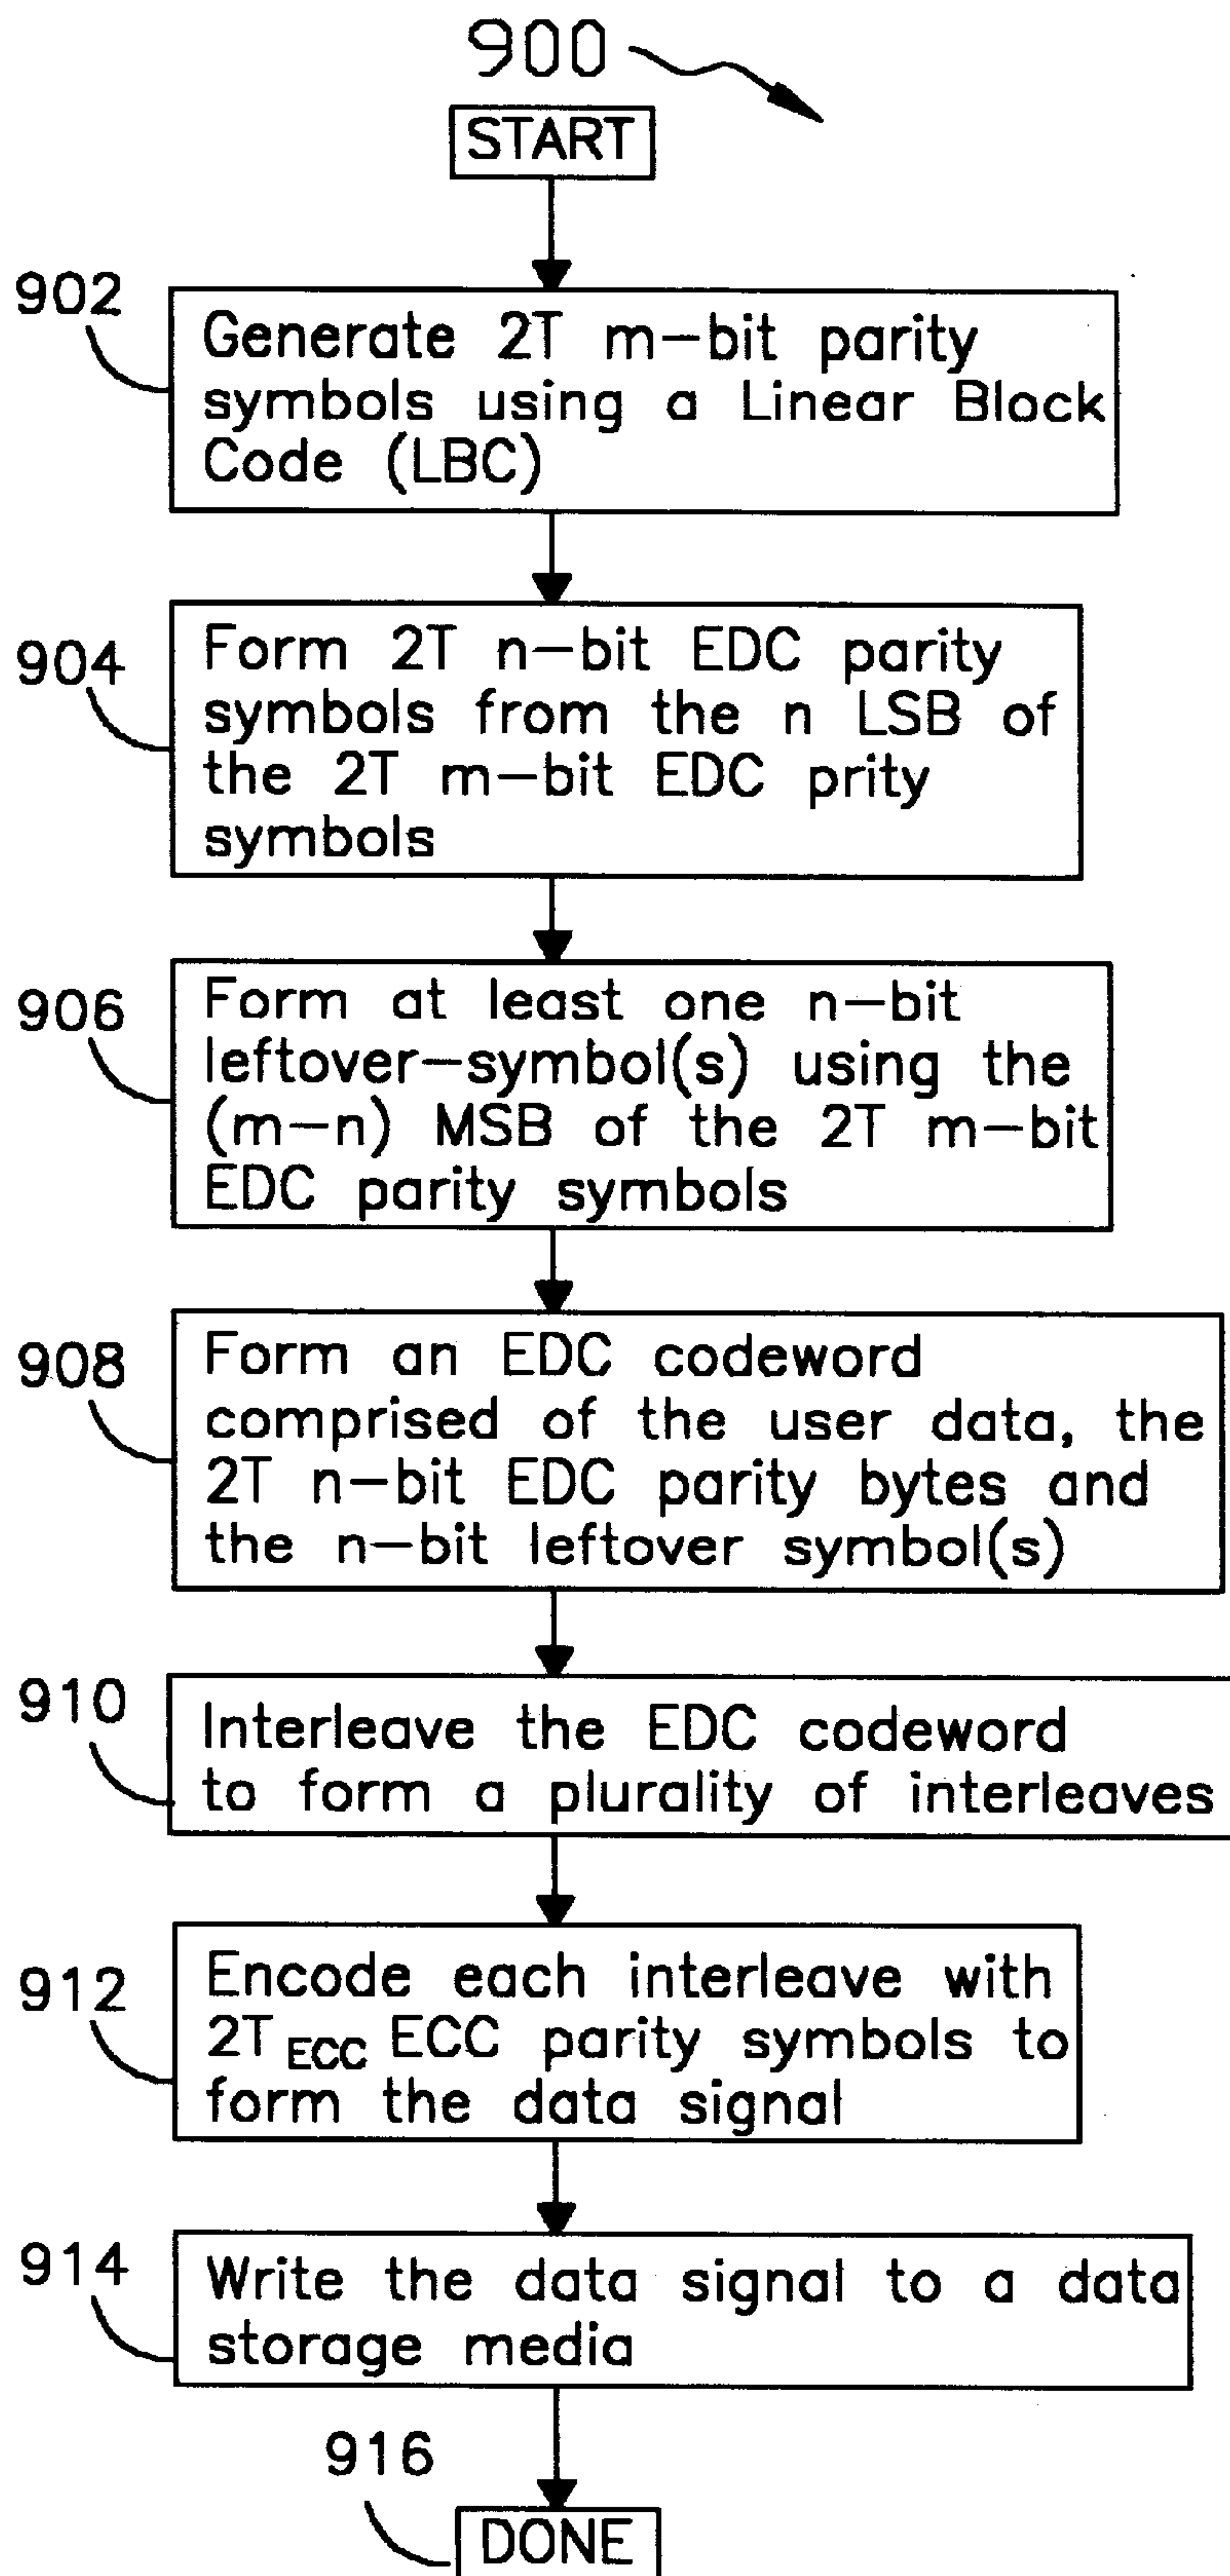 900
START
902
Generate 2T m-bit parity
symbols using a Linear Block
Code (LBC)
904
Form 2T n-bit EDC parity
symbols from the n LSB of
the 2T m-bit EDC prity
symbols
906
Form at least one n-bit
leftover-symbol(s) using the
(m-n) MSB of the 2T m-bit
EDC parity symbols
908
Form an EDC codeword
comprised of the user data, the
2T n-bit EDC parity bytes and
the n-bit leftover symbol(s)
910
Interleave the EDC codeword
to form a plurality of interleaves
912
Encode each interleave with
2T ECC ECC parity symbols to
form the data signal
914
Write the data signal to a data
storage media
916
DONE